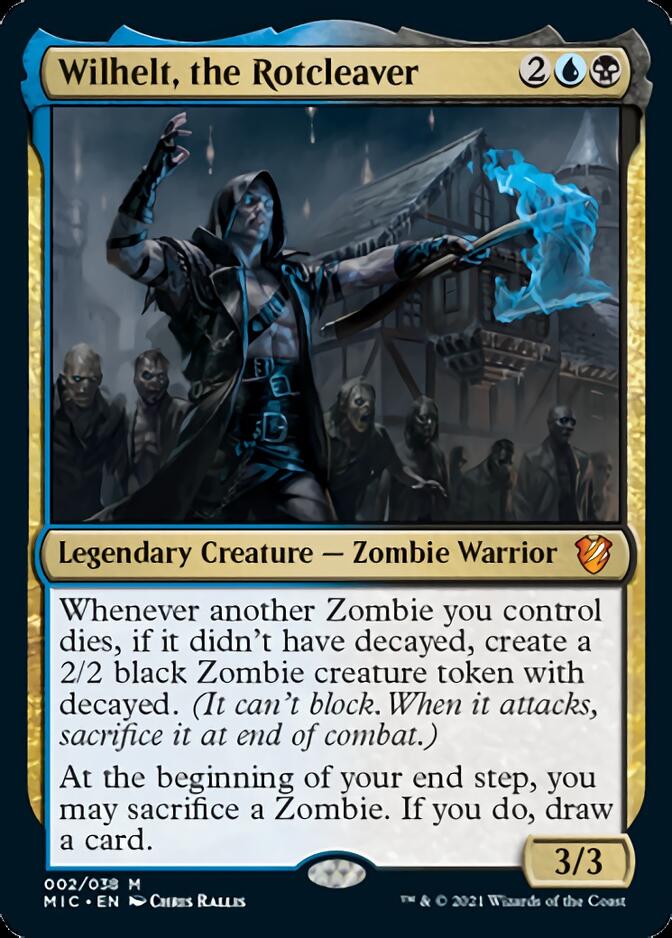 Wilhelt, the Rotcleaver 2
Legendary Creature — Zombie Warrior
Whenever another Zombie you control
dies, if it didn't have decayed, create a
2/2 black Zombie creature token with
decayed. (It can't block. When it attacks,
sacrifice it at end of combat.)
At the beginning of your end step, you
may sacrifice a Zombie. If you do, draw
a card.
3/3
002/038 M
MIC • EN Chris Rallis
™ & © 2021 Wizards of the Coast